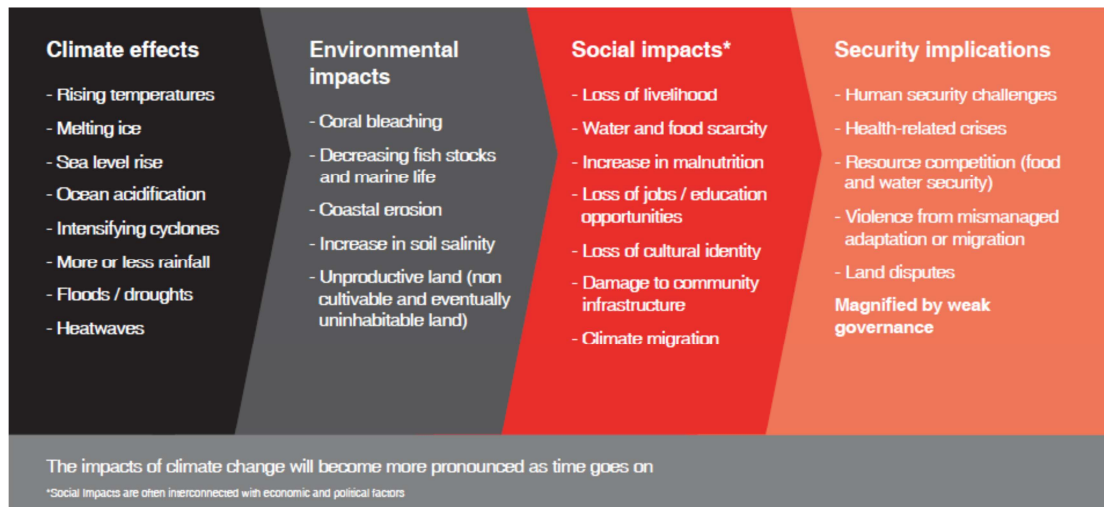 Climate effects
- Rising temperatures
- Melting ice
- Sea level rise
- Ocean acidification
- Intensifying cyclones
- More or less rainfall
- Floods / droughts
- Heatwaves
Environmental
impacts
- Coral bleaching
- Decreasing fish stocks
and marine life
- Coastal erosion
- Increase in soil salinity
- Unproductive land (non
cultivable and eventually
uninhabitable land)
Social impacts*
- Loss of livelihood
- Water and food scarcity
- Increase in malnutrition
- Loss of jobs / education
opportunities
- Loss of cultural identity
- Damage to community
infrastructure
- Climate migration
Security implications
- Human security challenges
- Health-related crises
- Resource competition (food
and water security)
- Violence from mismanaged
adaptation or migration
- Land disputes
Magnified by weak
governance
The impacts of climate change will become more pronounced as time goes on
*Social Impacts are often interconnected with economic and political factors